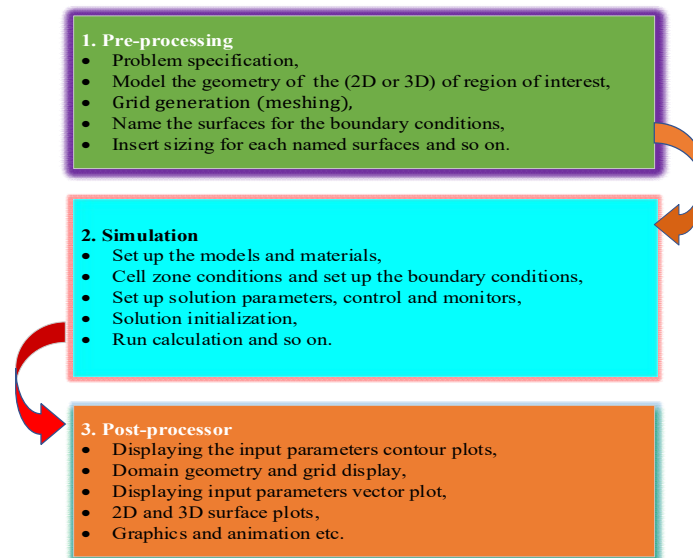 1. Pre-processing
• Problem specification,
• Model the geometry of the (2D or 3D) of region of interest,
• Grid generation (meshing),
• Name the surfaces for the boundary conditions,
• Insert sizing for each named surfaces and so on.
2. Simulation
• Set up the models and materials,
• Cell zone conditions and set up the boundary conditions,
• Set up solution parameters, control and monitors,
• Solution initialization,
• Run calculation and so on.
3. Post-processor
• Displaying the input parameters contour plots,
• Domain geometry and grid display,
• Displaying input parameters vector plot,
• 2D and 3D surface plots,
• Graphics and animation etc.